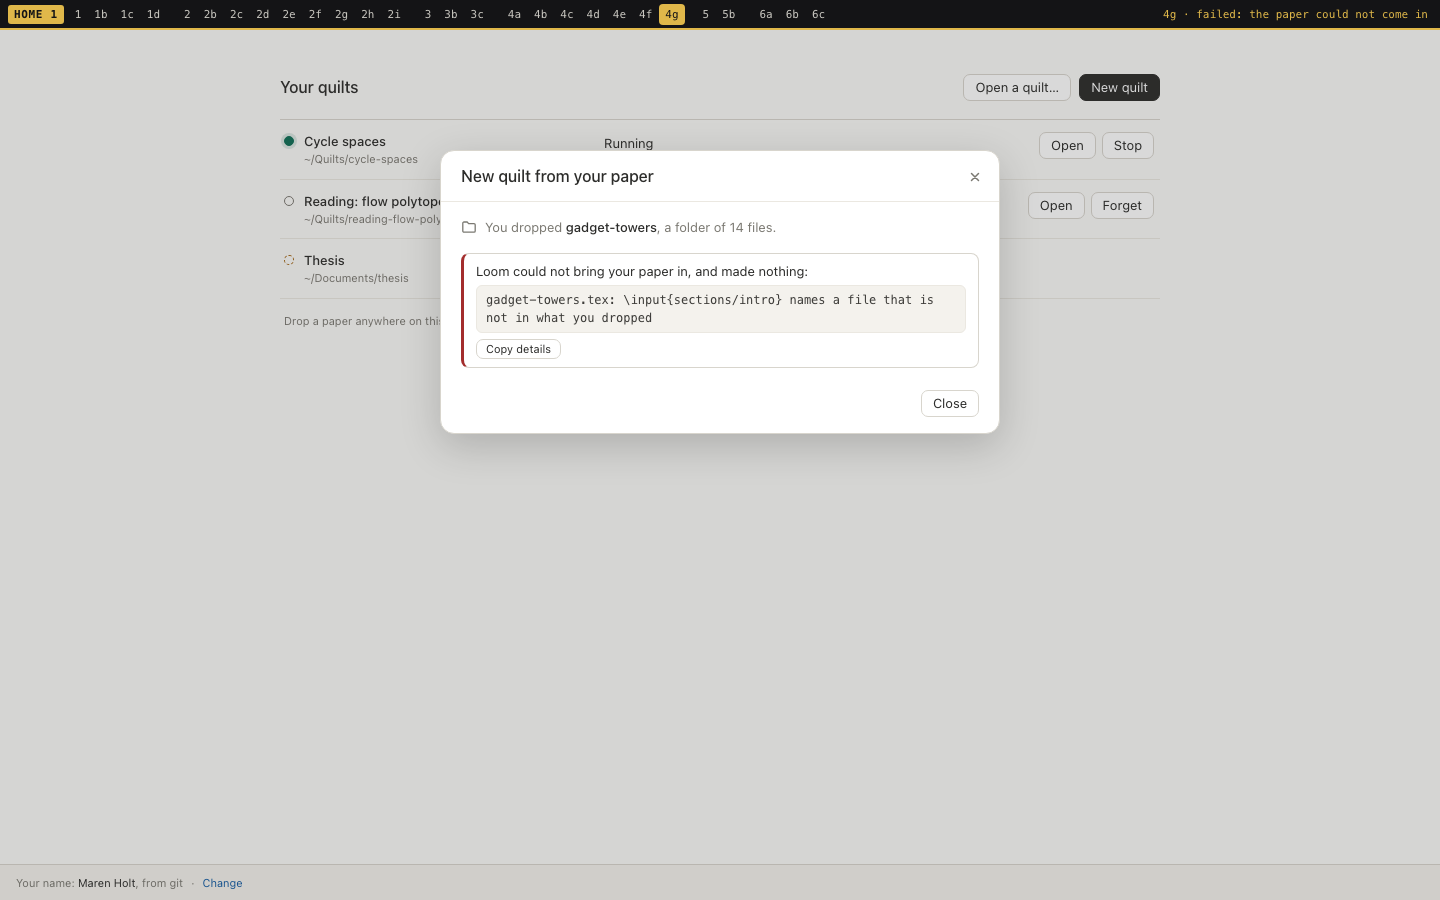 HOME 1 1 1b 1c 1d 2 2b 2c 2d 2e 2f 2g 2h 2i 3 3b 3c 4a 4b 4c 4d 4e 4f 4g 5 5b 6a 6b 6c 4g · failed: the paper could not come in
Your quilts
Open a quilt... New quilt
Cycle spaces
~/Quilts/cycle-spaces
Running
Open Stop
Reading: flow polytope
~/Quilts/reading-flow-poly
Open Forget
Thesis
~/Documents/thesis
Drop a paper anywhere on this
New quilt from your paper
You dropped gadget-towers, a folder of 14 files.
Loom could not bring your paper in, and made nothing:
gadget-towers.tex: \input{sections/intro} names a file that is
not in what you dropped
Copy details
Close
Your name: Maren Holt, from git · Change